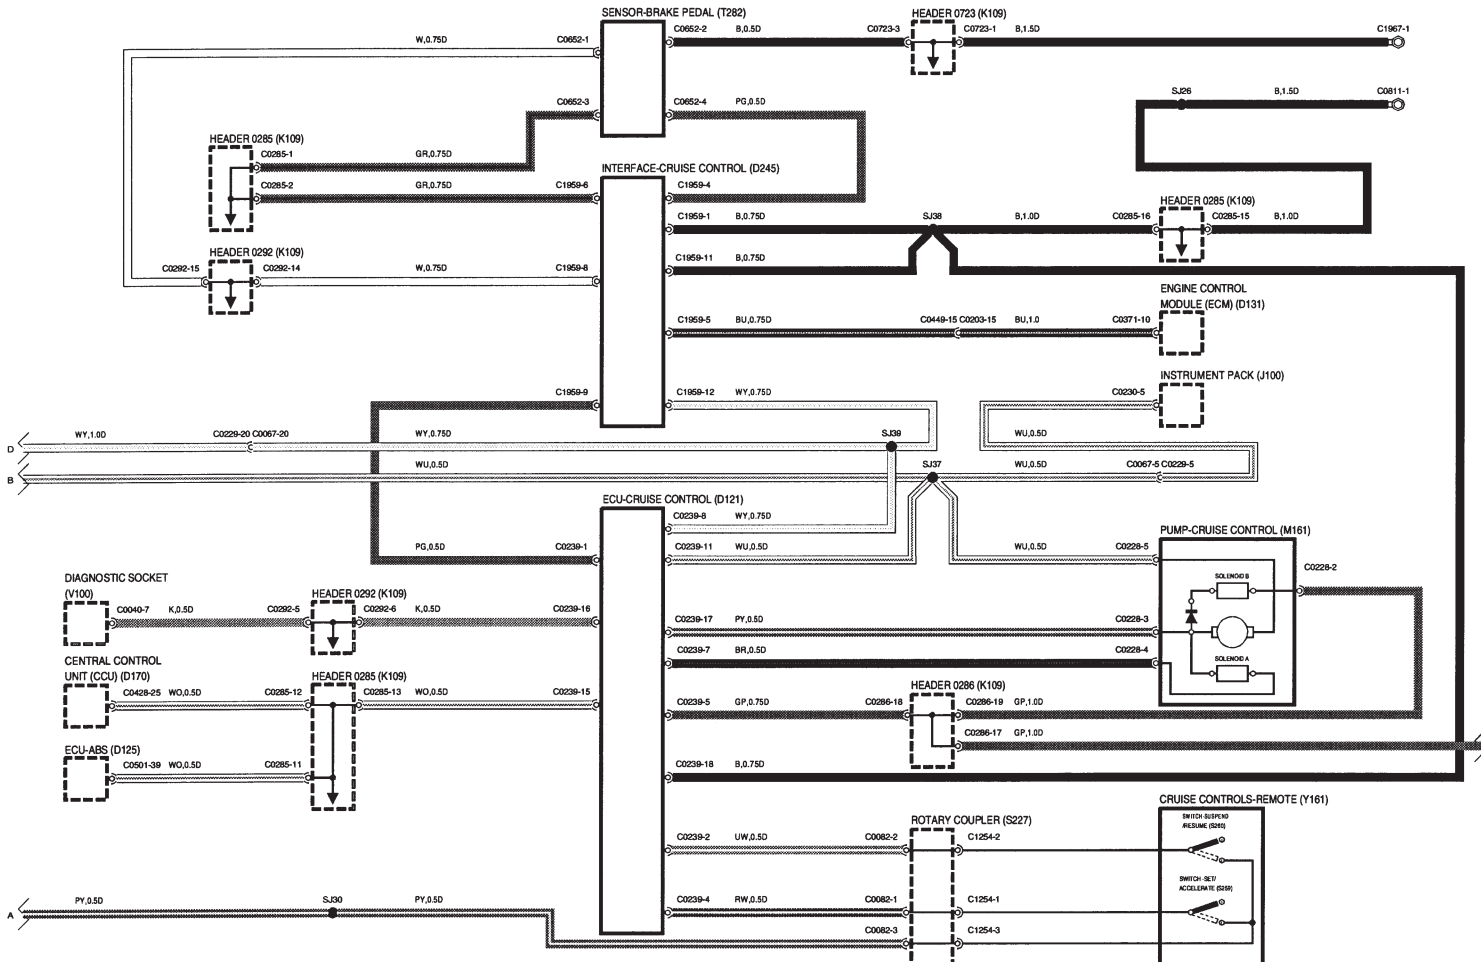 SENSOR-BRAKE PEDAL (T282)
HEADER 0723 (K109)
W,0.75D
C0652-1
C0652-2
B,0.5D
C0723-3
C0723-1
B,1.5D
C1967-1
SJ26
B,1.5D
C0811-1
C0652-3
C0652-4
PG,0.5D
HEADER 0285 (K109)
C0285-1
GR,0.75D
INTERFACE-CRUISE CONTROL (D245)
C0285-2
GR,0.75D
C1959-6
C1959-4
HEADER 0285 (K109)
C1959-1
B,0.75D
SJ38
B,1.0D
C0285-16
C0285-15
B,1.0D
HEADER 0292 (K109)
C0292-15
C0292-14
W,0.75D
C1959-8
C1959-11
B,0.75D
ENGINE CONTROL
MODULE (ECM) (D131)
C1959-5
BU,0.75D
C0449-15
C0203-15
BU,1.0
C0371-10
INSTRUMENT PACK (J100)
C1959-9
C1959-12
WY,0.75D
C0230-5
D
WY,1.0D
C0229-20
C0067-20
WY,0.75D
SJ39
WU,0.5D
B
WU,0.5D
SJ37
WU,0.5D
C0067-5
C0229-5
ECU-CRUISE CONTROL (D121)
C0239-8
WY,0.75D
PUMP-CRUISE CONTROL (M161)
PG,0.5D
C0239-1
C0239-11
WU,0.5D
WU,0.5D
C0228-5
C0228-2
SOLENOID B
DIAGNOSTIC SOCKET
(V100)
HEADER 0292 (K109)
C0040-7
K,0.5D
C0292-5
C0292-6
K,0.5D
C0239-16
C0239-17
PY,0.5D
C0228-3
C0239-7
BR,0.5D
C0228-4
SOLENOID A
CENTRAL CONTROL
UNIT (CCU) (D170)
HEADER 0285 (K109)
C0428-25
WO,0.5D
C0285-12
C0285-13
WO,0.5D
C0239-15
HEADER 0286 (K109)
C0239-5
GP,0.75D
C0286-18
C0286-19
GP,1.0D
C0286-17
GP,1.0D
ECU-ABS (D125)
C0501-39
WO,0.5D
C0285-11
C0239-18
B,0.75D
CRUISE CONTROLS-REMOTE (Y161)
ROTARY COUPLER (S227)
SWITCH-SUSPEND
/RESUME (S260)
C0239-2
UW,0.5D
C0082-2
C1254-2
SWITCH -SET/
ACCELERATE (S259)
A
PY,0.5D
SJ30
PY,0.5D
C0239-4
RW,0.5D
C0082-1
C1254-1
C0082-3
C1254-3